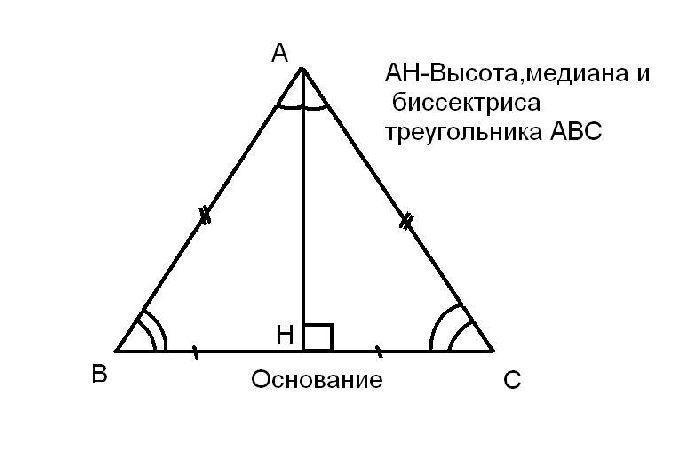 А
АН-Высота,медиана и
биссектриса
треугольника АВС
Н
В
Основание
С